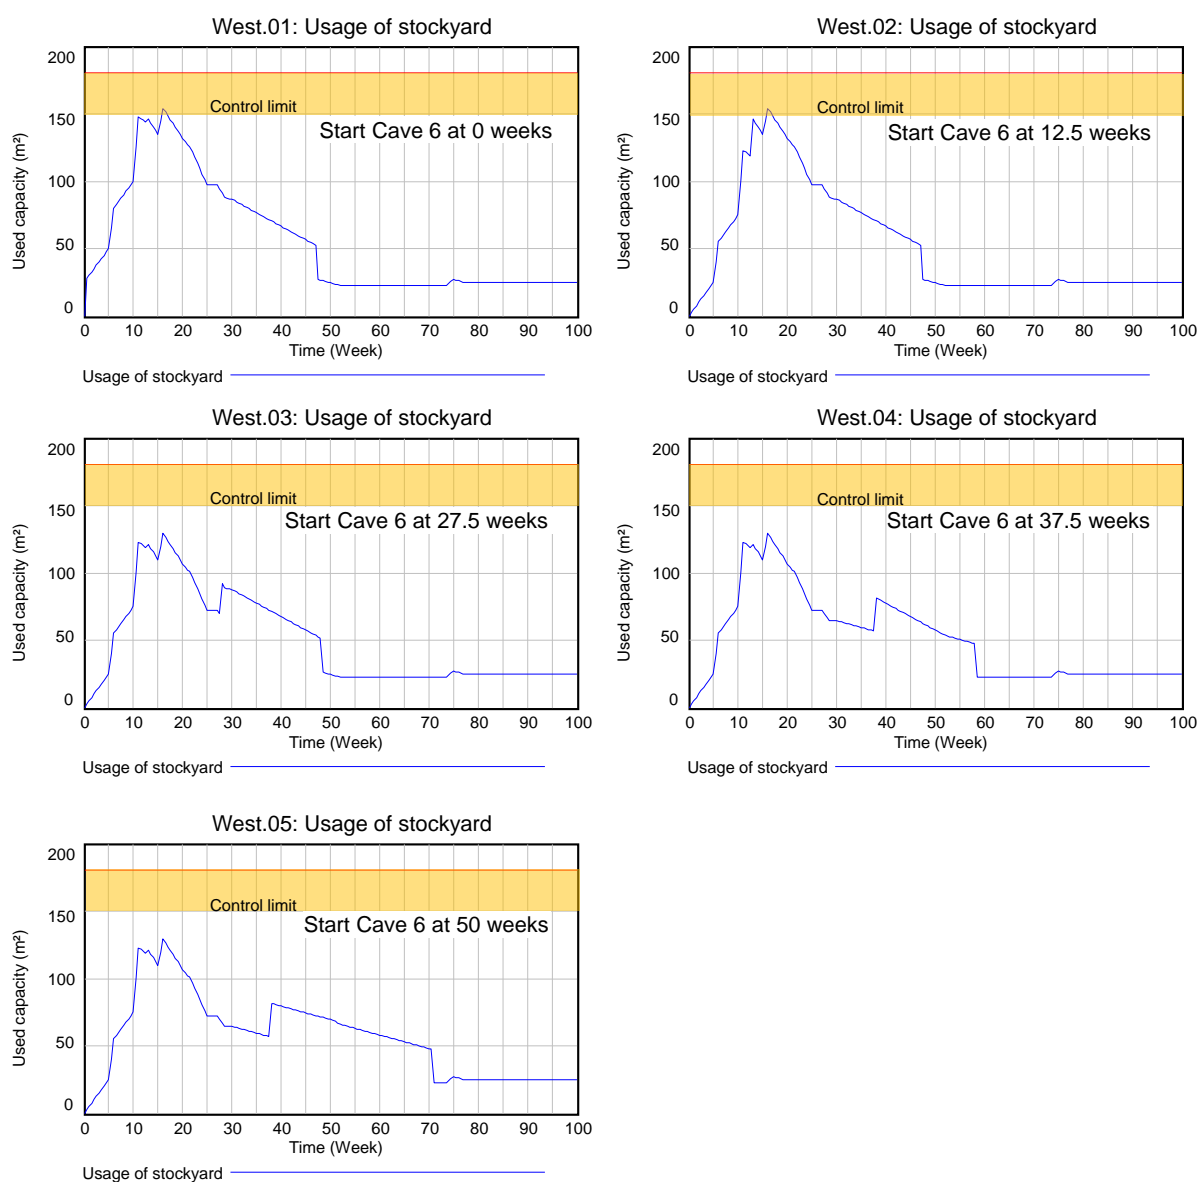 West.01: Usage of stockyard
200
150
100
50
0
Used capacity (m²)
Control limit
Start Cave 6 at 0 weeks
0 10 20 30 40 50 60 70 80 90 100
Time (Week)
Usage of stockyard
West.02: Usage of stockyard
200
150
100
50
0
Used capacity (m²)
Control limit
Start Cave 6 at 12.5 weeks
0 10 20 30 40 50 60 70 80 90 100
Time (Week)
Usage of stockyard
West.03: Usage of stockyard
200
150
100
50
0
Used capacity (m²)
Control limit
Start Cave 6 at 27.5 weeks
0 10 20 30 40 50 60 70 80 90 100
Time (Week)
Usage of stockyard
West.04: Usage of stockyard
200
150
100
50
0
Used capacity (m²)
Control limit
Start Cave 6 at 37.5 weeks
0 10 20 30 40 50 60 70 80 90 100
Time (Week)
Usage of stockyard
West.05: Usage of stockyard
200
150
100
50
0
Used capacity (m²)
Control limit
Start Cave 6 at 50 weeks
0 10 20 30 40 50 60 70 80 90 100
Time (Week)
Usage of stockyard